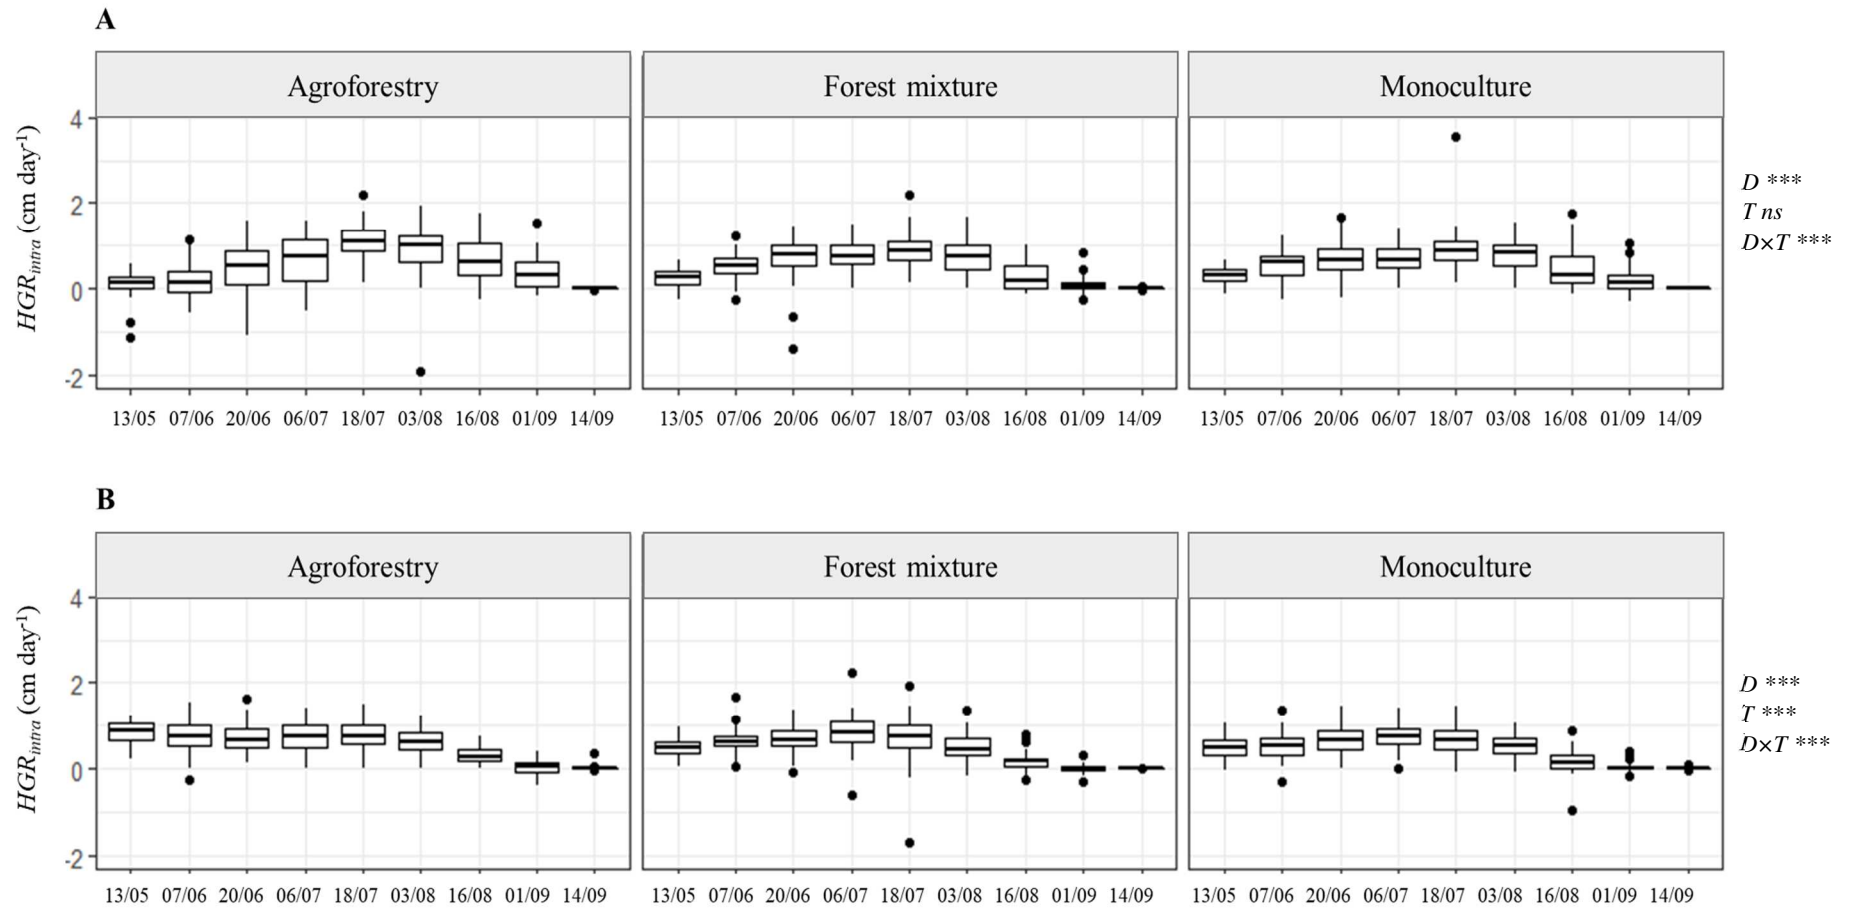 A
Agroforestry Forest mixture Monoculture
HGRintra (cm day-1)
4
2
0
-2
D ***
T ns
D×T ***
13/05 07/06 20/06 06/07 18/07 03/08 16/08 01/09 14/09 13/05 07/06 20/06 06/07 18/07 03/08 16/08 01/09 14/09 13/05 07/06 20/06 06/07 18/07 03/08 16/08 01/09 14/09
B
Agroforestry Forest mixture Monoculture
HGRintra (cm day-1)
4
2
0
-2
D ***
T ***
D×T ***
13/05 07/06 20/06 06/07 18/07 03/08 16/08 01/09 14/09 13/05 07/06 20/06 06/07 18/07 03/08 16/08 01/09 14/09 13/05 07/06 20/06 06/07 18/07 03/08 16/08 01/09 14/09